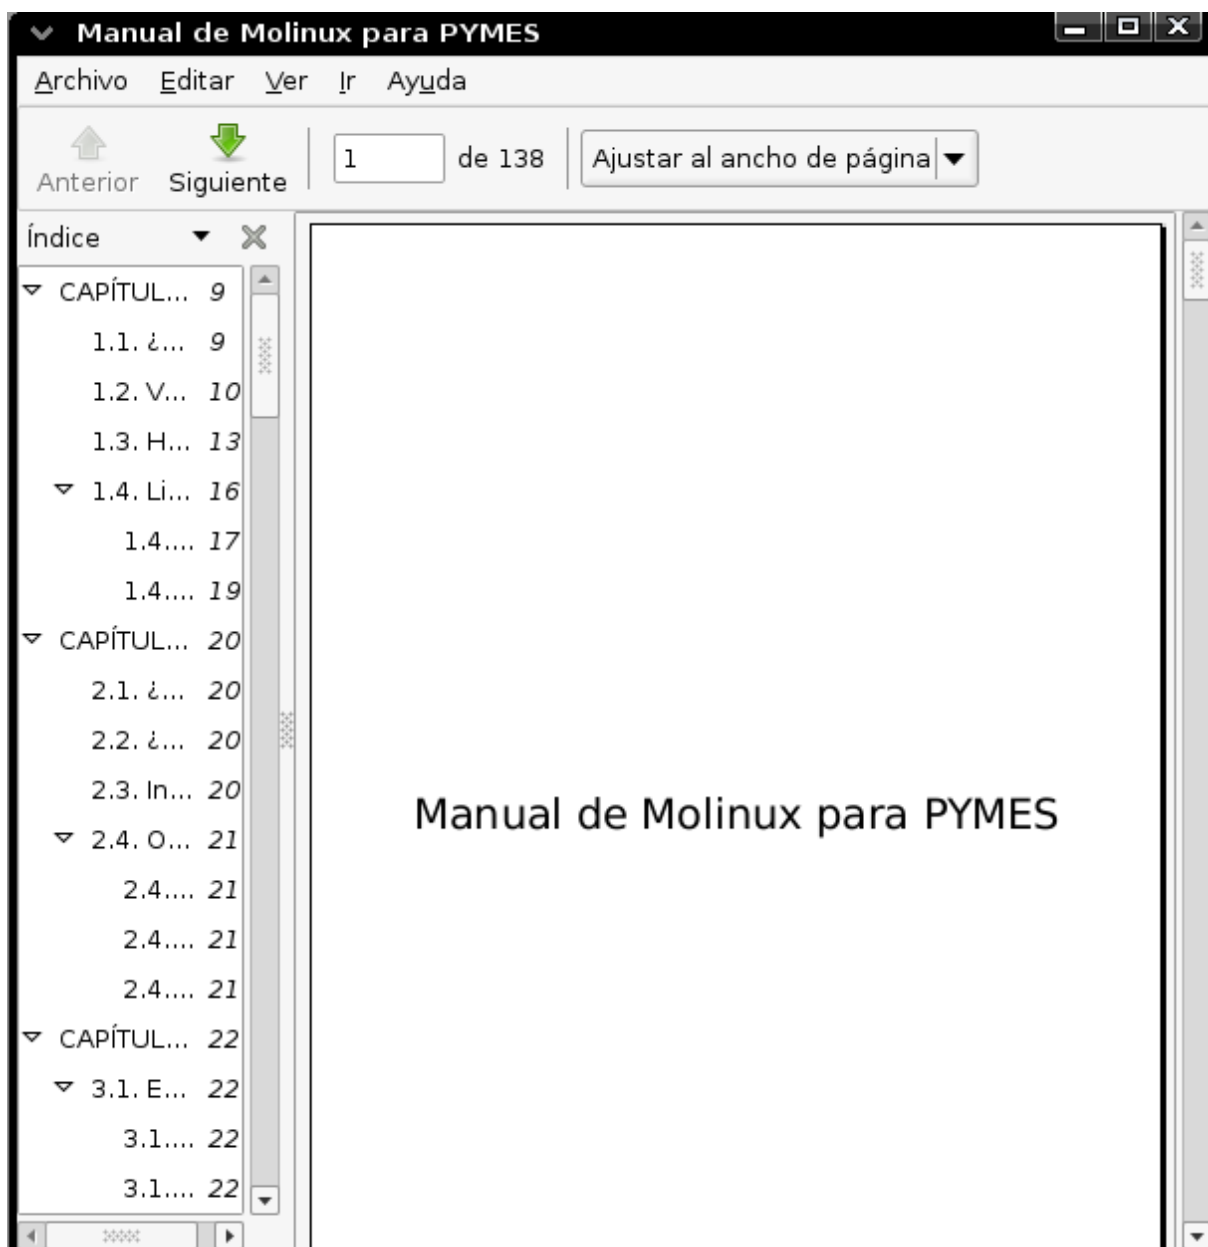 Manual de Molinux para PYMES
Archivo Editar Ver Ir Ayuda
Anterior Siguiente 1 de 138 Ajustar al ancho de página
Índice
CAPÍTUL... 9
1.1. ¿... 9
1.2. V... 10
1.3. H... 13
1.4. Li... 16
1.4.... 17
1.4.... 19
CAPÍTUL... 20
2.1. ¿... 20
2.2. ¿... 20
2.3. In... 20
2.4. O... 21
2.4.... 21
2.4.... 21
2.4.... 21
CAPÍTUL... 22
3.1. E... 22
3.1.... 22
3.1.... 22
Manual de Molinux para PYMES